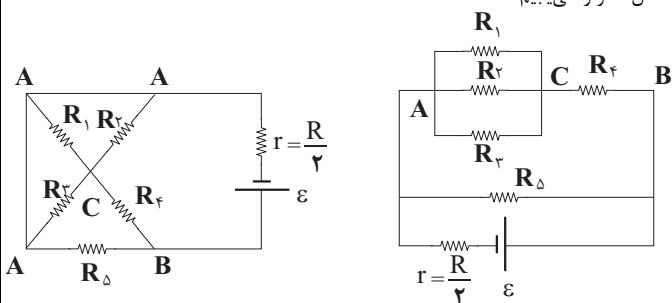 A A
R۱ R۲
r = R/۲
ε
R۳ C R۴
A R۵ B
R۱
R۲ C R۴ B
A
R۳
R۵
r = R/۲ ε